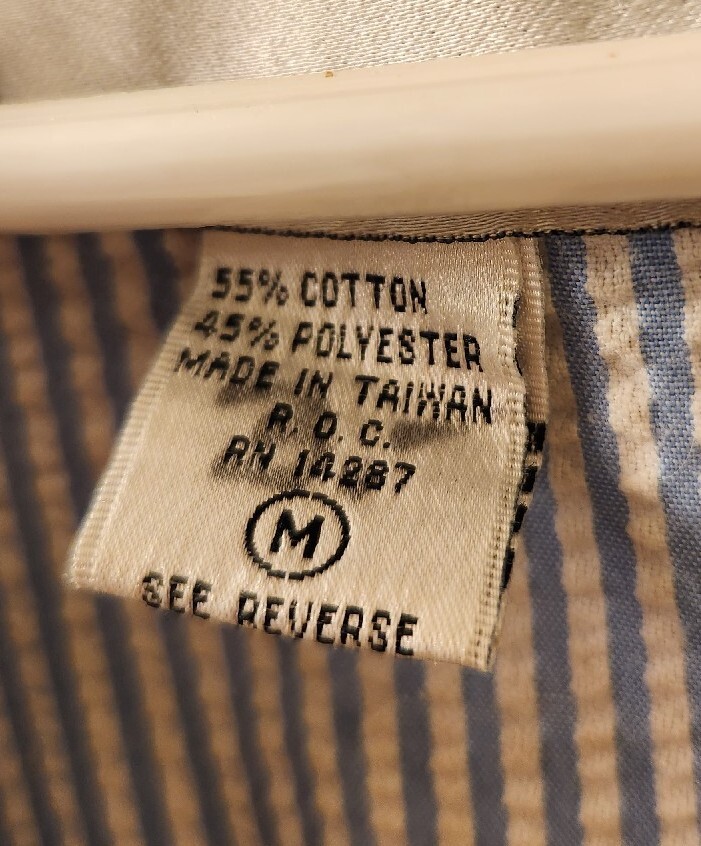 55% COTTON
45% POLYESTER
MADE IN TAIWAN
R.O.C.
RN 14287
M
SEE REVERSE